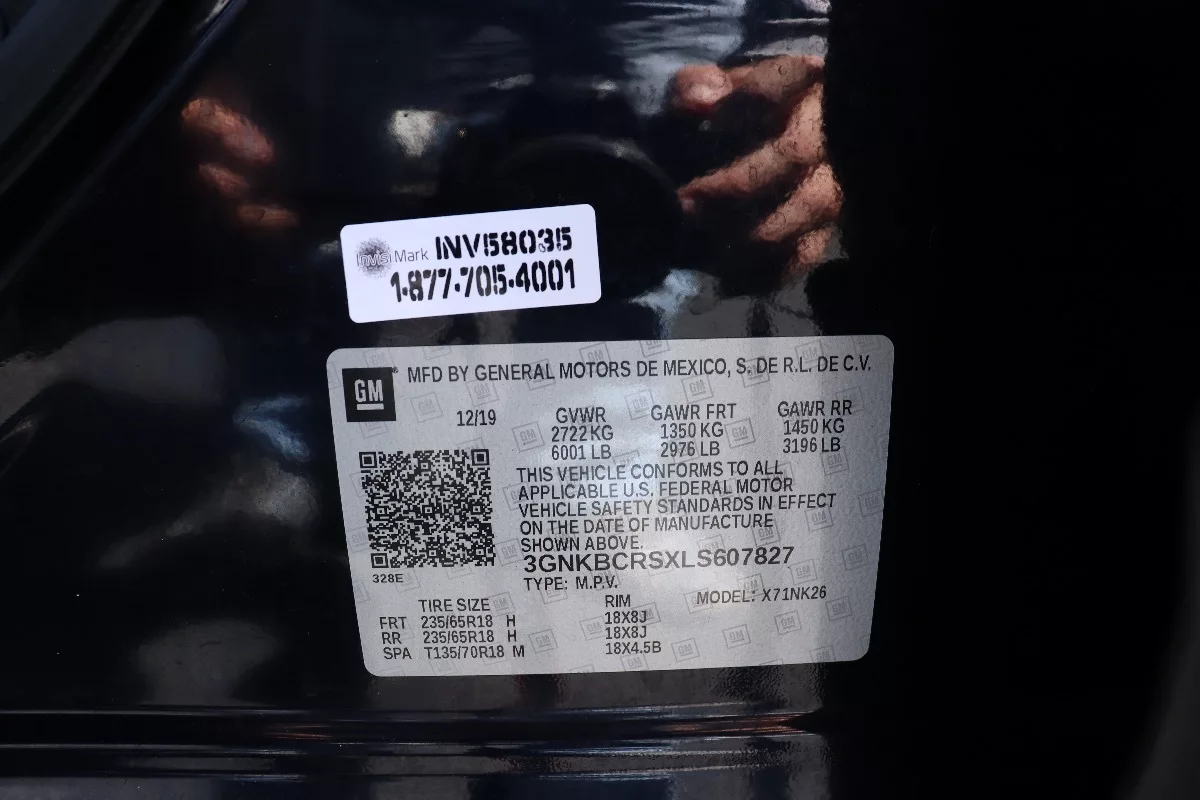 InvisiMark INV58035
1-877-705-4001
GM MFD BY GENERAL MOTORS DE MEXICO, S. DE R.L. DE C.V.
12/19 GVWR GAWR FRT GAWR RR
2722 KG 1350 KG 1450 KG
6001 LB 2976 LB 3196 LB
THIS VEHICLE CONFORMS TO ALL
APPLICABLE U.S. FEDERAL MOTOR
VEHICLE SAFETY STANDARDS IN EFFECT
ON THE DATE OF MANUFACTURE
SHOWN ABOVE.
3GNKBCRSXLS607827
328E
TYPE: M.P.V. MODEL: X71NK26
TIRE SIZE RIM
FRT 235/65R18 H 18X8J
RR 235/65R18 H 18X8J
SPA T135/70R18 M 18X4.5B